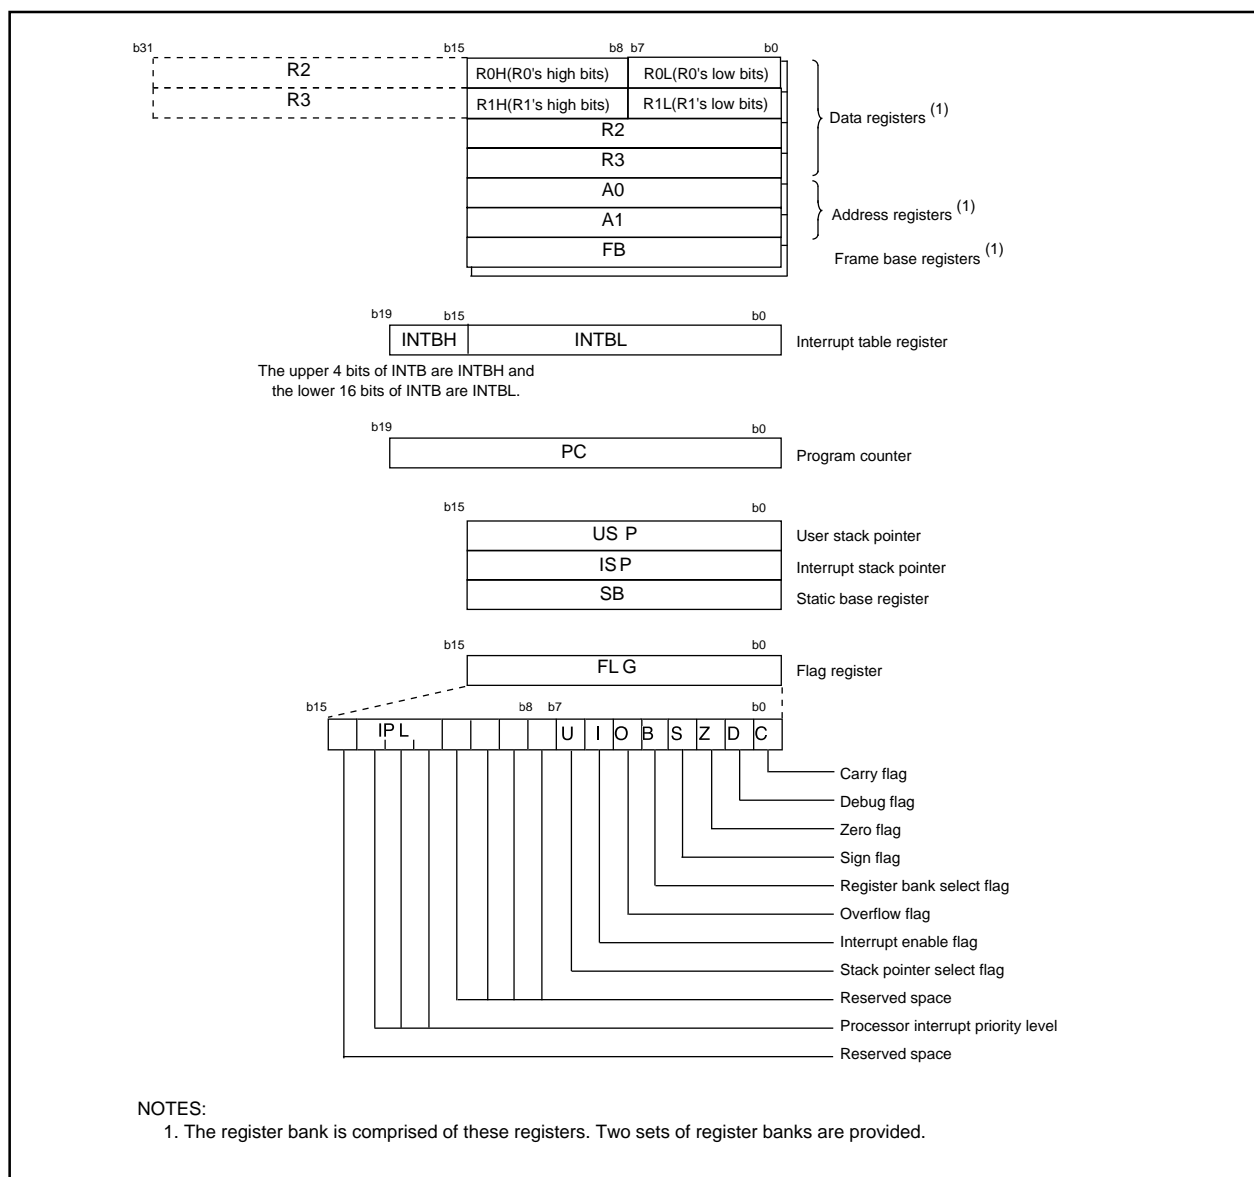 b31 b15 b8 b7 b0
R2 R0H(R0's high bits) R0L(R0's low bits)
R3 R1H(R1's high bits) R1L(R1's low bits)
R2
R3
Data registers (1)
A0
A1
Address registers (1)
FB
Frame base registers (1)
b19 b15 b0
INTBH INTBL Interrupt table register
The upper 4 bits of INTB are INTBH and
the lower 16 bits of INTB are INTBL.
b19 b0
PC Program counter
b15 b0
USP User stack pointer
ISP Interrupt stack pointer
SB Static base register
b15 b0
FLG Flag register
b15 b8 b7 b0
IPL U I O B S Z D C
Carry flag
Debug flag
Zero flag
Sign flag
Register bank select flag
Overflow flag
Interrupt enable flag
Stack pointer select flag
Reserved space
Processor interrupt priority level
Reserved space
NOTES:
1. The register bank is comprised of these registers. Two sets of register banks are provided.